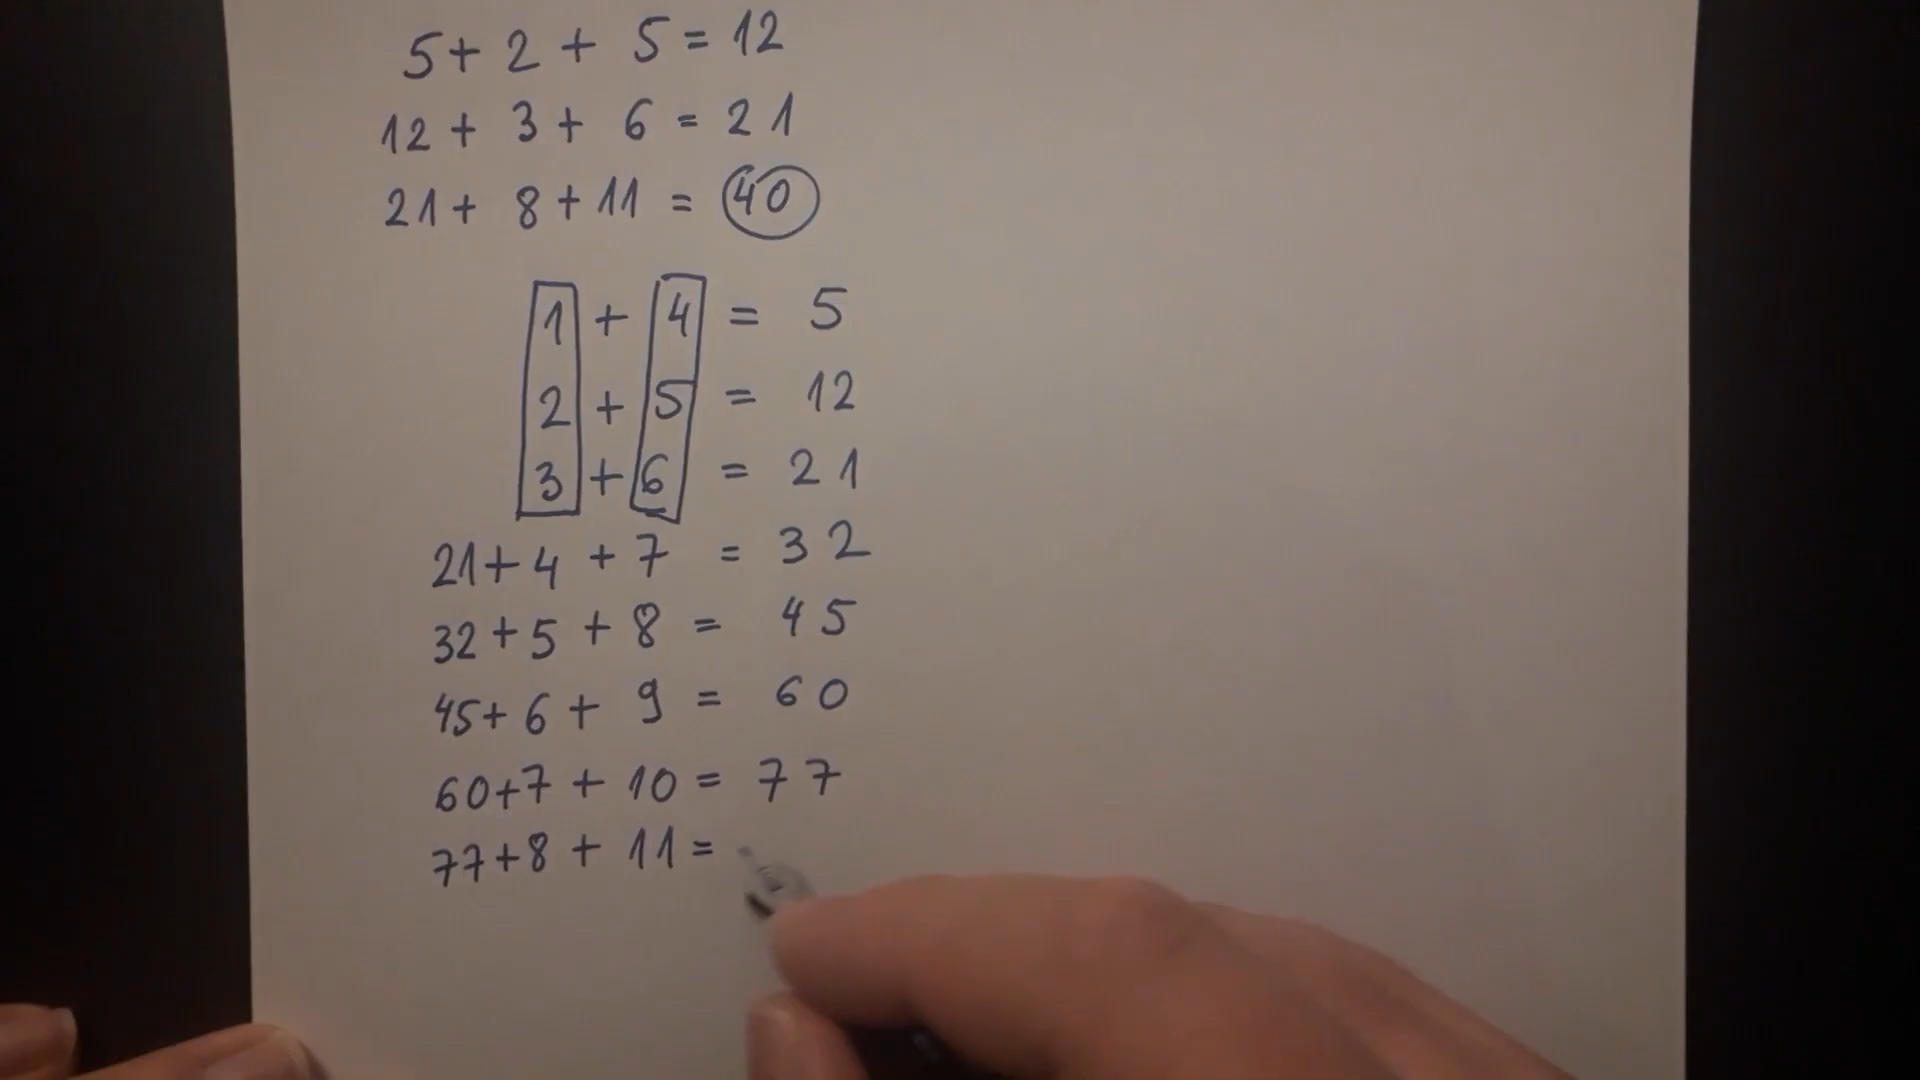 5 + 2 + 5 = 12
12 + 3 + 6 = 21
21 + 8 + 11 = 40
1 + 4 = 5
2 + 5 = 12
3 + 6 = 21
21 + 4 + 7 = 32
32 + 5 + 8 = 45
45 + 6 + 9 = 60
60 + 7 + 10 = 77
77 + 8 + 11 =